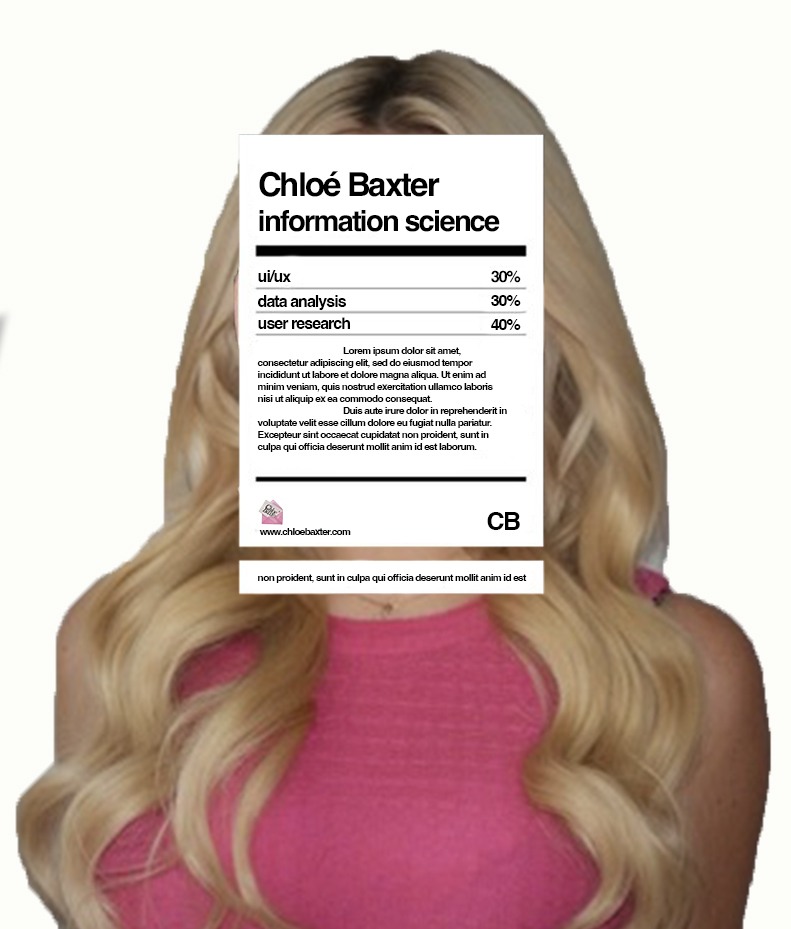 Chloé Baxter
information science
ui/ux 30%
data analysis 30%
user research 40%
Lorem ipsum dolor sit amet,
consectetur adipiscing elit, sed do eiusmod tempor
incididunt ut labore et dolore magna aliqua. Ut enim ad
minim veniam, quis nostrud exercitation ullamco laboris
nisi ut aliquip ex ea commodo consequat.
Duis aute irure dolor in reprehenderit in
voluptate velit esse cillum dolore eu fugiat nulla pariatur.
Excepteur sint occaecat cupidatat non proident, sunt in
culpa qui officia deserunt mollit anim id est laborum.
www.chloebaxter.com
CB
non proident, sunt in culpa qui officia deserunt mollit anim id est